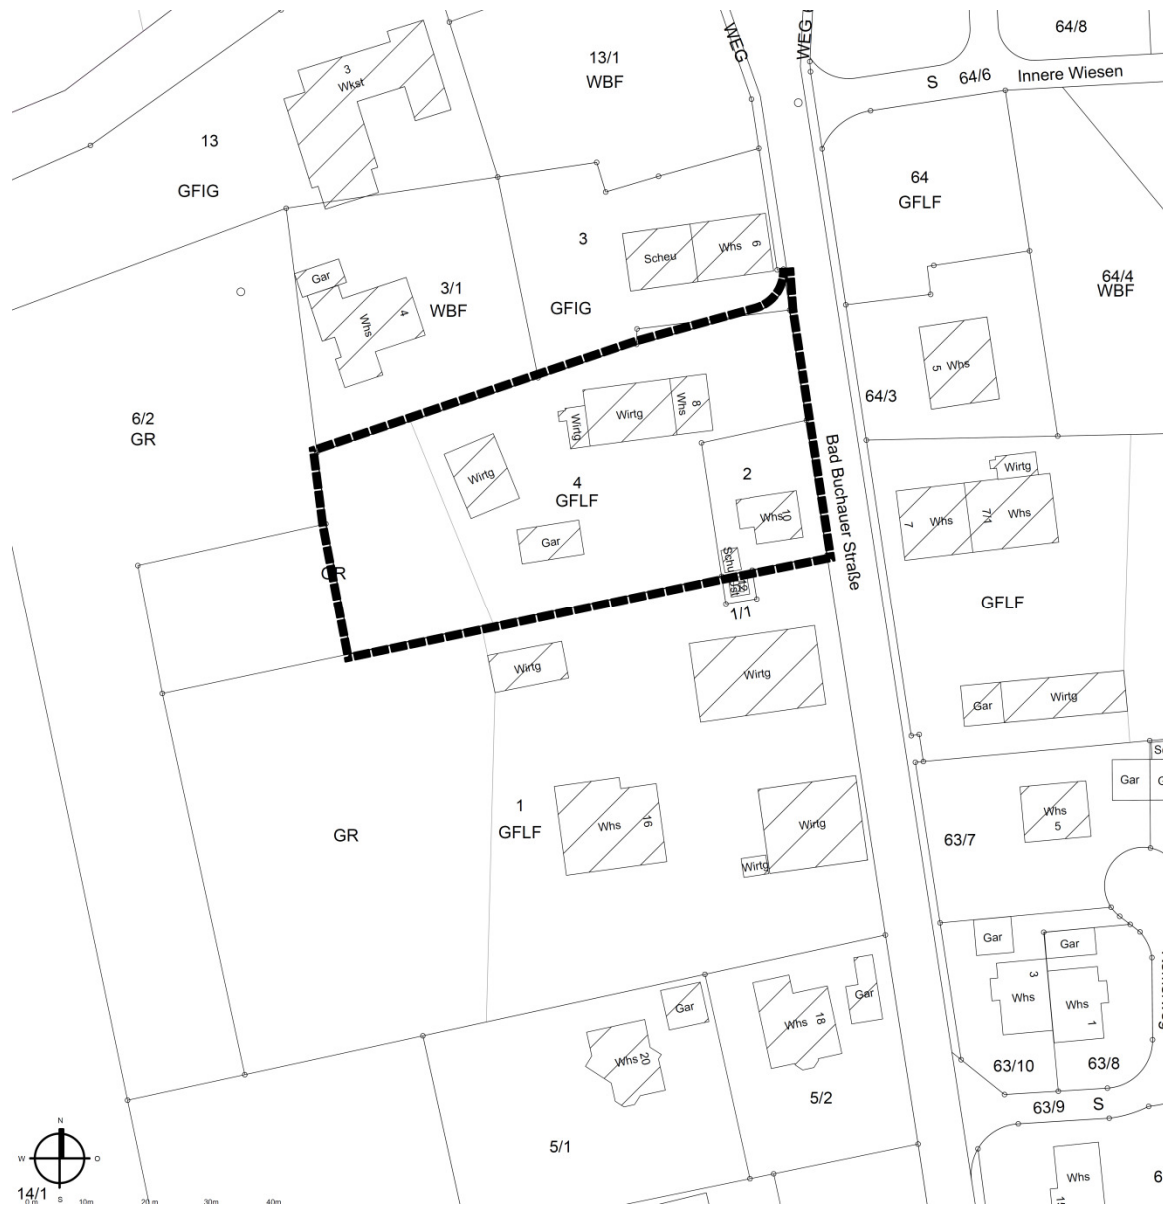 WEG
WEG
64/8
13/1
WBF
3
Wkst
S
64/6
Innere Wiesen
13
GFIG
64
GFLF
3
Scheu
Whs
6
Gar
3/1
WBF
64/4
WBF
4
Whs
GFIG
5
Whs
64/3
6/2
GR
Wirtg
Wirtg
Whs
8
Wirtg
4
GFLF
2
Whs
10
Gar
Bad Buchauer Straße
Wirtg
7
Whs
7/1
Whs
GR
1/1
GFLF
Wirtg
Wirtg
Gar
Wirtg
1
GFLF
Whs
16
Wirtg
Wirtg
GR
Gar
Whs
5
63/7
Gar
Gar
3
Whs
Whs
1
Gar
Whs
20
Whs
18
Gar
63/10
63/8
5/2
63/9
S
5/1
Whs
N
W
O
S
14/1
0 m
10m
20 m
30m
40m